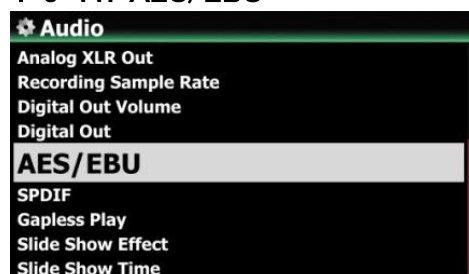 Audio
Analog XLR Out
Recording Sample Rate
Digital Out Volume
Digital Out
AES/EBU
SPDIF
Gapless Play
Slide Show Effect
Slide Show Time